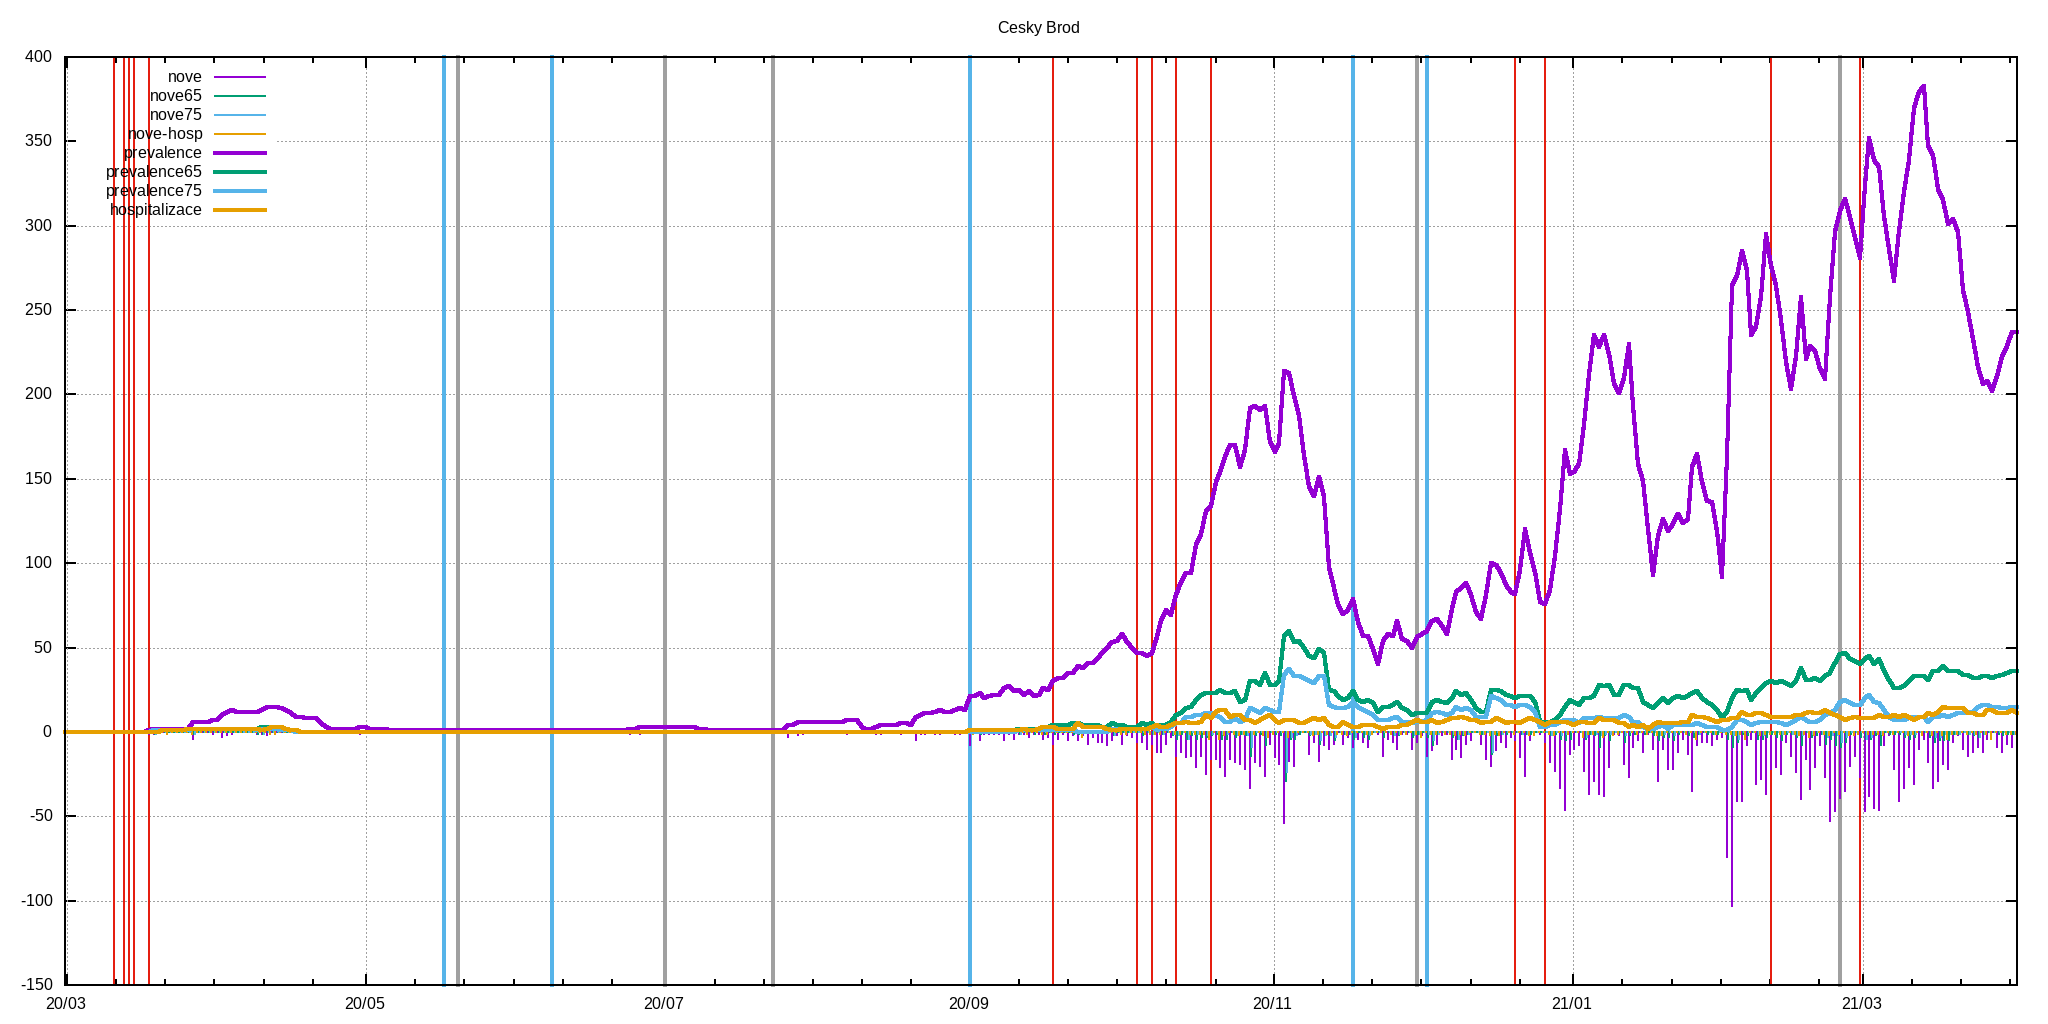 Cesky Brod
400
350
300
250
200
150
100
50
0
-50
-100
-150
nove
nove65
nove75
nove-hosp
prevalence
prevalence65
prevalence75
hospitalizace
20/03 20/05 20/07 20/09 20/11 21/01 21/03